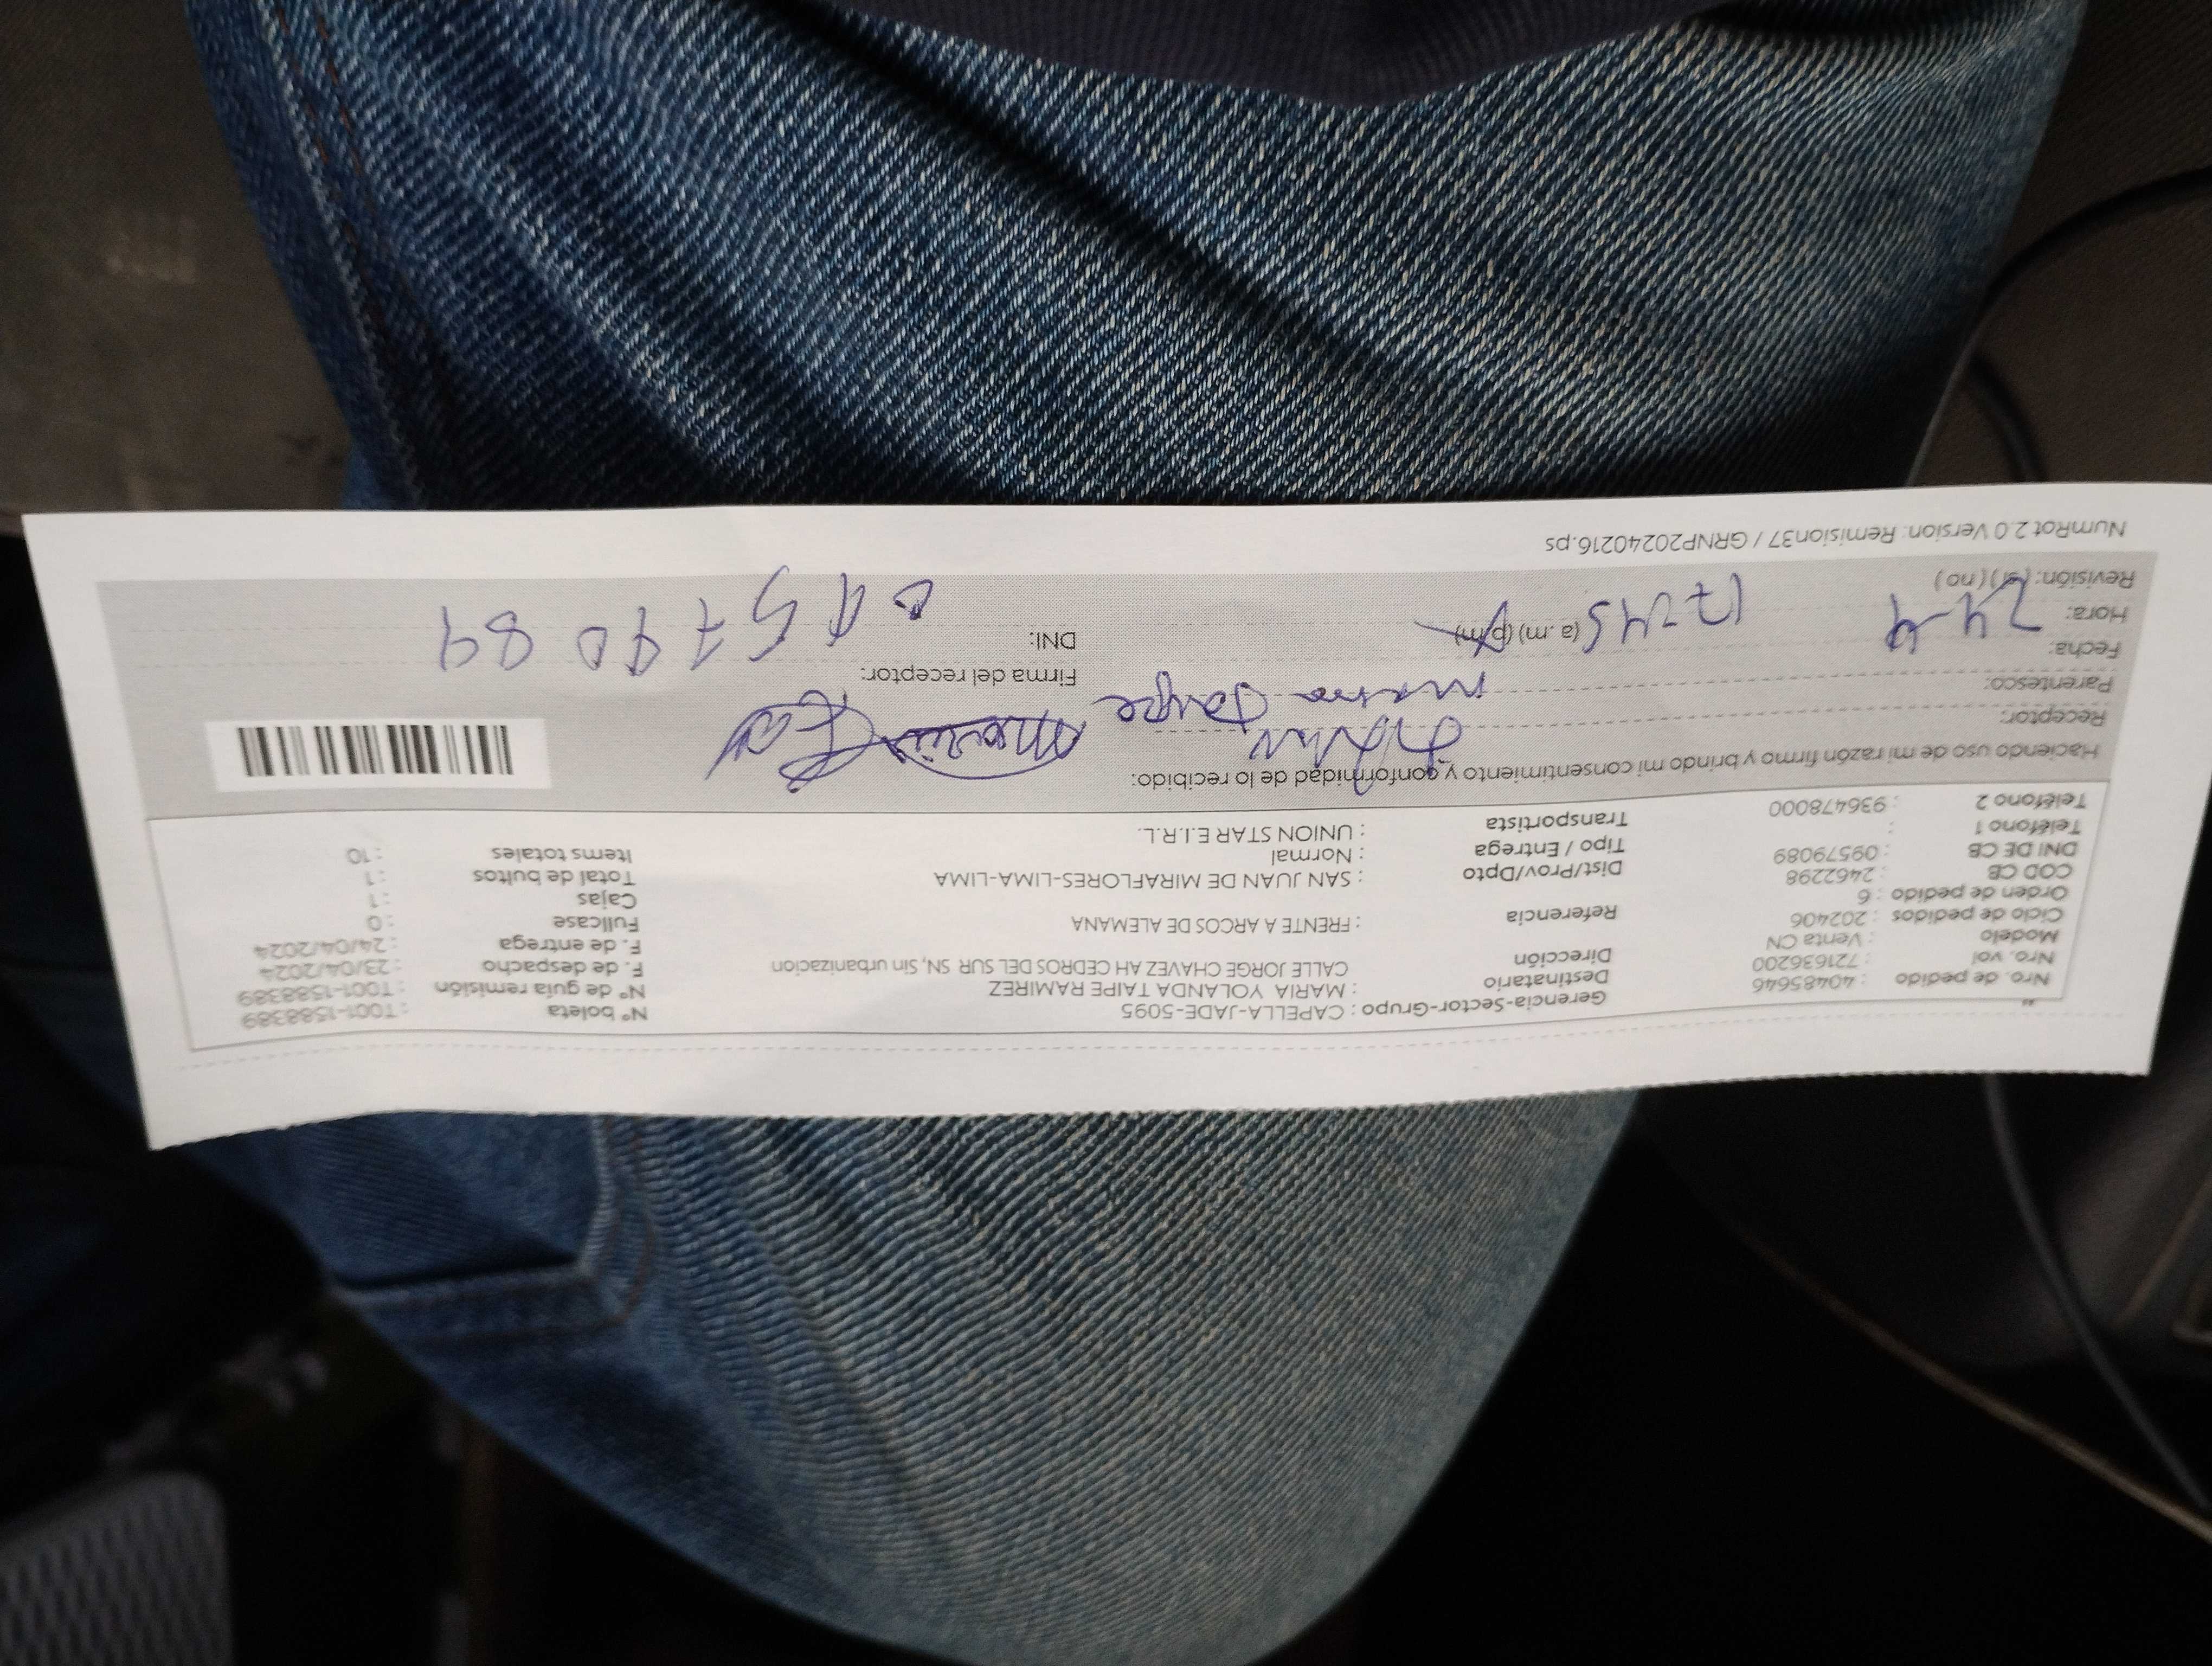 Nro. de pedido : 40485646
Nro. vol : 721636200
Modelo : Venta CN
Ciclo de pedidos : 202406
Orden de pedido : 6
COD CB : 2462298
DNI DE CB : 09579089
Teléfono 1 :
Teléfono 2 : 936478000
Gerencia-Sector-Grupo : CAPELLA-JADE-5095
Destinatario : MARIA YOLANDA TAIPE RAMIREZ
Dirección CALLE JORGE CHAVEZ AH CEDROS DEL SUR SN, Sin urbanizacion
Referencia : FRENTE A ARCOS DE ALEMANA
Dist/Prov/Dpto : SAN JUAN DE MIRAFLORES-LIMA-LIMA
Tipo / Entrega : Normal
Transportista : UNION STAR E.I.R.L.
N° boleta : T001-1588389
N° de guía remisión : T001-1588389
F. de despacho : 23/04/2024
F. de entrega : 24/04/2024
Fullcase : 0
Cajas : 1
Total de bultos : 1
Items totales : 10
Haciendo uso de mi razón firmo y brindo mi consentimiento y conformidad de lo recibido:
Receptor:
Parentesco: maria Taipe
Fecha: 24-4
Hora: 17-45 (a.m) (p.m)
Revisión: (si) (no)
Firma del receptor:
DNI:
NumRot 2.0 Version: Remision37 / GRNP20240216.ps